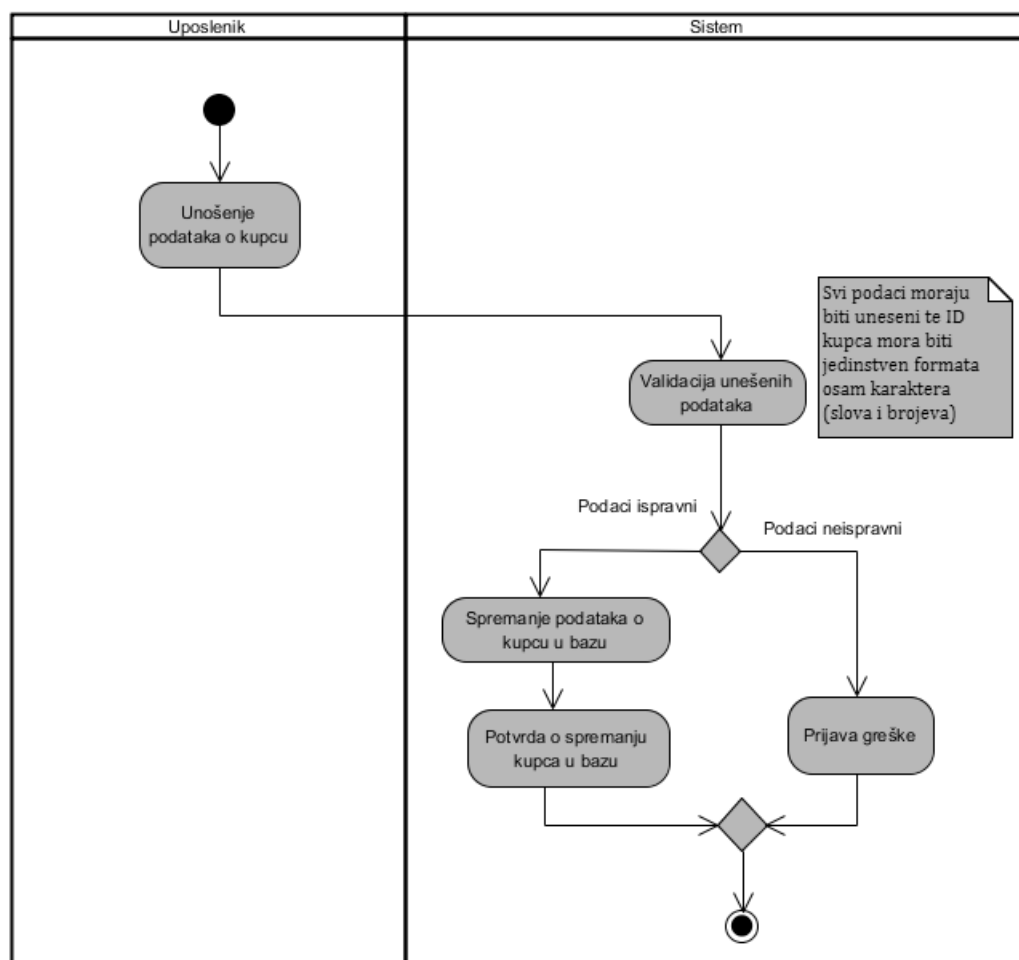 Uposlenik
Sistem
Unošenje
podataka o kupcu
Svi podaci moraju
biti uneseni te ID
kupca mora biti
jedinstven formata
osam karaktera
(slova i brojeva)
Validacija unešenih
podataka
Podaci ispravni
Podaci neispravni
Spremanje podataka o
kupcu u bazu
Potvrda o spremanju
kupca u bazu
Prijava greške